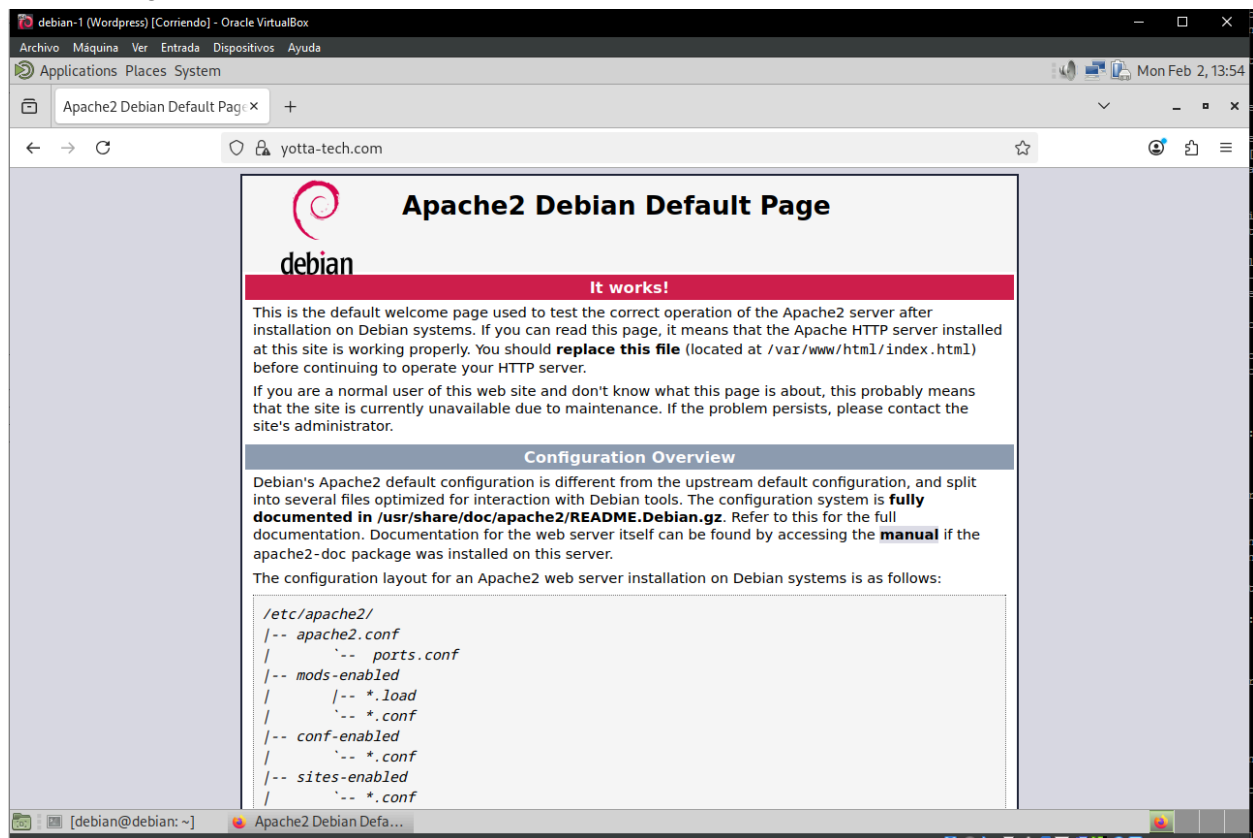 debian-1 (Wordpress) [Corriendo] - Oracle VirtualBox
Archivo Máquina Ver Entrada Dispositivos Ayuda
Applications Places System
Mon Feb 2, 13:54
Apache2 Debian Default Page
yotta-tech.com
debian
Apache2 Debian Default Page
It works!
This is the default welcome page used to test the correct operation of the Apache2 server after
installation on Debian systems. If you can read this page, it means that the Apache HTTP server installed
at this site is working properly. You should replace this file (located at /var/www/html/index.html)
before continuing to operate your HTTP server.
If you are a normal user of this web site and don't know what this page is about, this probably means
that the site is currently unavailable due to maintenance. If the problem persists, please contact the
site's administrator.
Configuration Overview
Debian's Apache2 default configuration is different from the upstream default configuration, and split
into several files optimized for interaction with Debian tools. The configuration system is fully
documented in /usr/share/doc/apache2/README.Debian.gz. Refer to this for the full
documentation. Documentation for the web server itself can be found by accessing the manual if the
apache2-doc package was installed on this server.
The configuration layout for an Apache2 web server installation on Debian systems is as follows:
/etc/apache2/
|-- apache2.conf
|       `--  ports.conf
|-- mods-enabled
|       |-- *.load
|       `-- *.conf
|-- conf-enabled
|       `-- *.conf
|-- sites-enabled
|       `-- *.conf
[debian@debian: ~]
Apache2 Debian Defa...